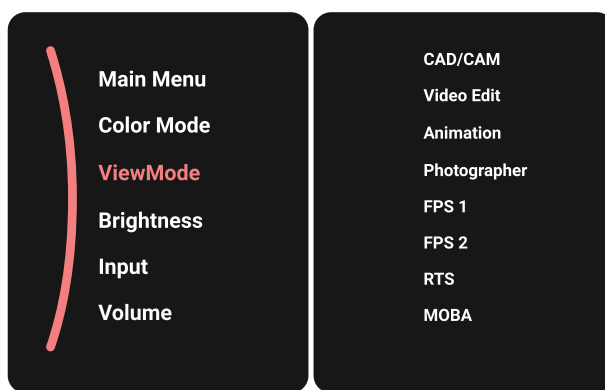 Main Menu
Color Mode
ViewMode
Brightness
Input
Volume
CAD/CAM
Video Edit
Animation
Photographer
FPS 1
FPS 2
RTS
MOBA